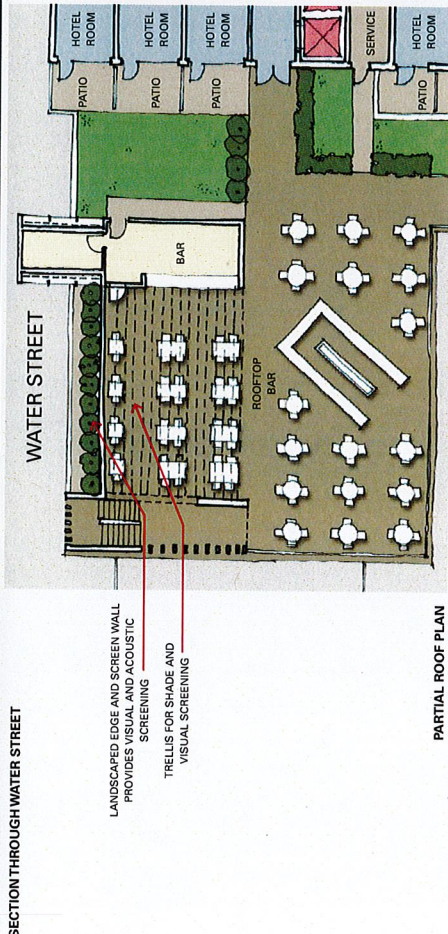 SECTION THROUGH WATER STREET
WATER STREET
LANDSCAPED EDGE AND SCREEN WALL
PROVIDES VISUAL AND ACOUSTIC
SCREENING
TRELLIS FOR SHADE AND
VISUAL SCREENING
HOTEL
ROOM
HOTEL
ROOM
HOTEL
ROOM
SERVICE
HOTEL
ROOM
PATIO
PATIO
PATIO
PATIO
BAR
ROOFTOP
BAR
PARTIAL ROOF PLAN